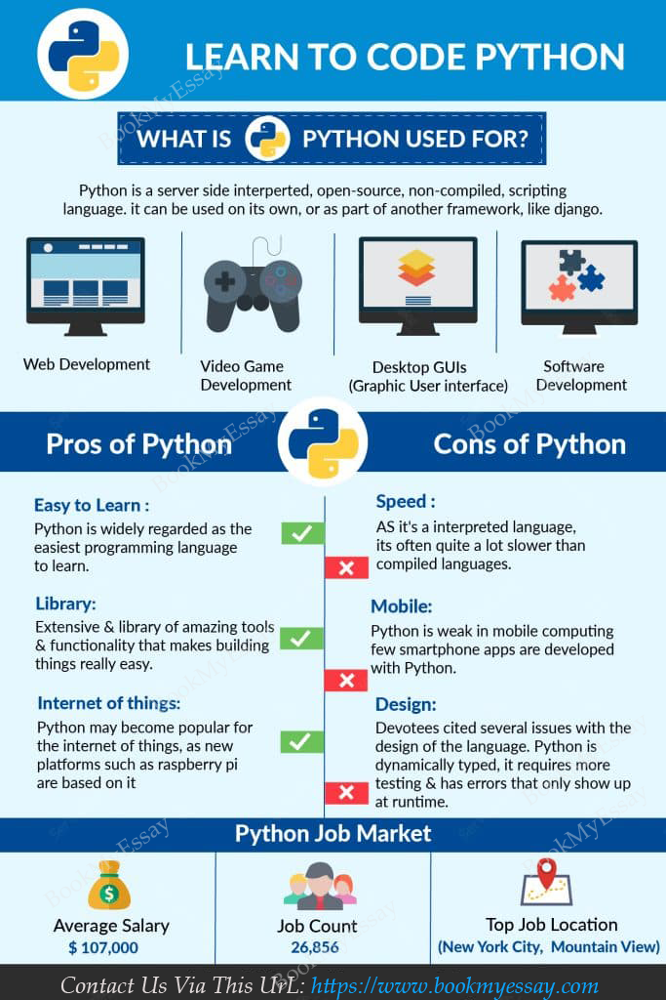 LEARN TO CODE PYTHON
WHAT IS PYTHON USED FOR?
Python is a server side interperted, open-source, non-compiled, scripting
language. it can be used on its own, or as part of another framework, like django.
Web Development
Video Game
Development
Desktop GUIs
(Graphic User interface)
Software
Development
Pros of Python
Cons of Python
Easy to Learn :
Python is widely regarded as the
easiest programming language
to learn.
Library:
Extensive & library of amazing tools
& functionality that makes building
things really easy.
Internet of things:
Python may become popular for
the internet of things, as new
platforms such as raspberry pi
are based on it
Speed :
AS it's a interpreted language,
its often quite a lot slower than
compiled languages.
Mobile:
Python is weak in mobile computing
few smartphone apps are developed
with Python.
Design:
Devotees cited several issues with the
design of the language. Python is
dynamically typed, it requires more
testing & has errors that only show up
at runtime.
Python Job Market
Average Salary
$ 107,000
Job Count
26,856
Top Job Location
(New York City, Mountain View)
Contact Us Via This UrL: https://www.bookmyessay.com
BookMyEssay
BookMyEssay
BookMyEssay
BookMyEssay
BookMyEssay
BookMyEssay